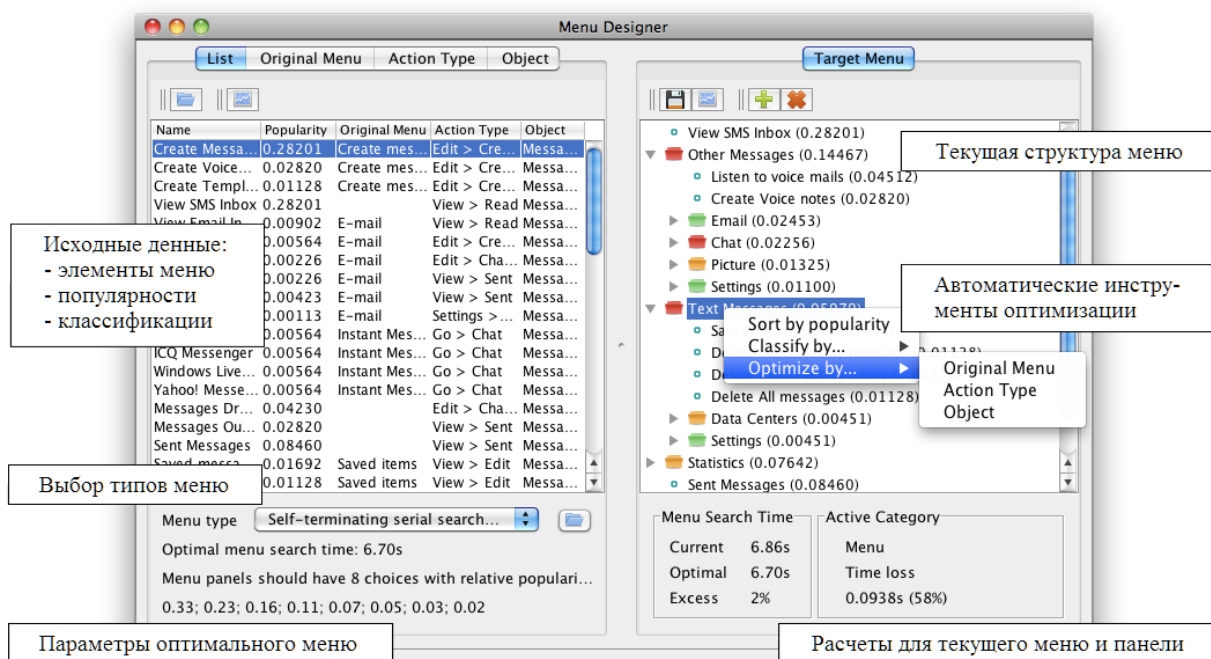 Menu Designer
List Original Menu Action Type Object
Target Menu
Name Popularity Original Menu Action Type Object
Create Messa... 0.28201 Create mes... Edit > Cre... Messa...
Create Voice... 0.02820 Create mes... Edit > Cre... Messa...
Create Templ... 0.01128 Create mes... Edit > Cre... Messa...
View SMS Inbox 0.28201 View > Read Messa...
View Email In... 0.00902 E-mail View > Read Messa...
0.00564 E-mail Edit > Cre... Messa...
0.00226 E-mail Edit > Cha... Messa...
0.00226 E-mail View > Sent Messa...
0.00423 E-mail View > Sent Messa...
0.00113 E-mail Settings >... Messa...
0.00564 Instant Mes... Go > Chat Messa...
ICQ Messenger 0.00564 Instant Mes... Go > Chat Messa...
Windows Live... 0.00564 Instant Mes... Go > Chat Messa...
Yahoo! Messe... 0.00564 Instant Mes... Go > Chat Messa...
Messages Dr... 0.04230 Edit > Cha... Messa...
Messages Ou... 0.02820 View > Sent Messa...
Sent Messages 0.08460 View > Sent Messa...
Saved messa... 0.01692 Saved items View > Edit Messa...
0.01128 Saved items View > Edit Messa...
Исходные денные:
- элементы меню
- популярности
- классификации
Выбор типов меню
Menu type Self-terminating serial search...
Optimal menu search time: 6.70s
Menu panels should have 8 choices with relative populari...
0.33; 0.23; 0.16; 0.11; 0.07; 0.05; 0.03; 0.02
Параметры оптимального меню
View SMS Inbox (0.28201)
Other Messages (0.14467)
Listen to voice mails (0.04512)
Create Voice notes (0.02820)
Email (0.02453)
Chat (0.02256)
Picture (0.01325)
Settings (0.01100)
Text Messages (0.05979)
Delete All messages (0.01128)
Data Centers (0.00451)
Settings (0.00451)
Statistics (0.07642)
Sent Messages (0.08460)
Sort by popularity
Classify by...
Optimize by...
Original Menu
Action Type
Object
Текущая структура меню
Автоматические инстру-
менты оптимизации
Menu Search Time
Current 6.86s
Optimal 6.70s
Excess 2%
Active Category
Menu
Time loss
0.0938s (58%)
Расчеты для текущего меню и панели